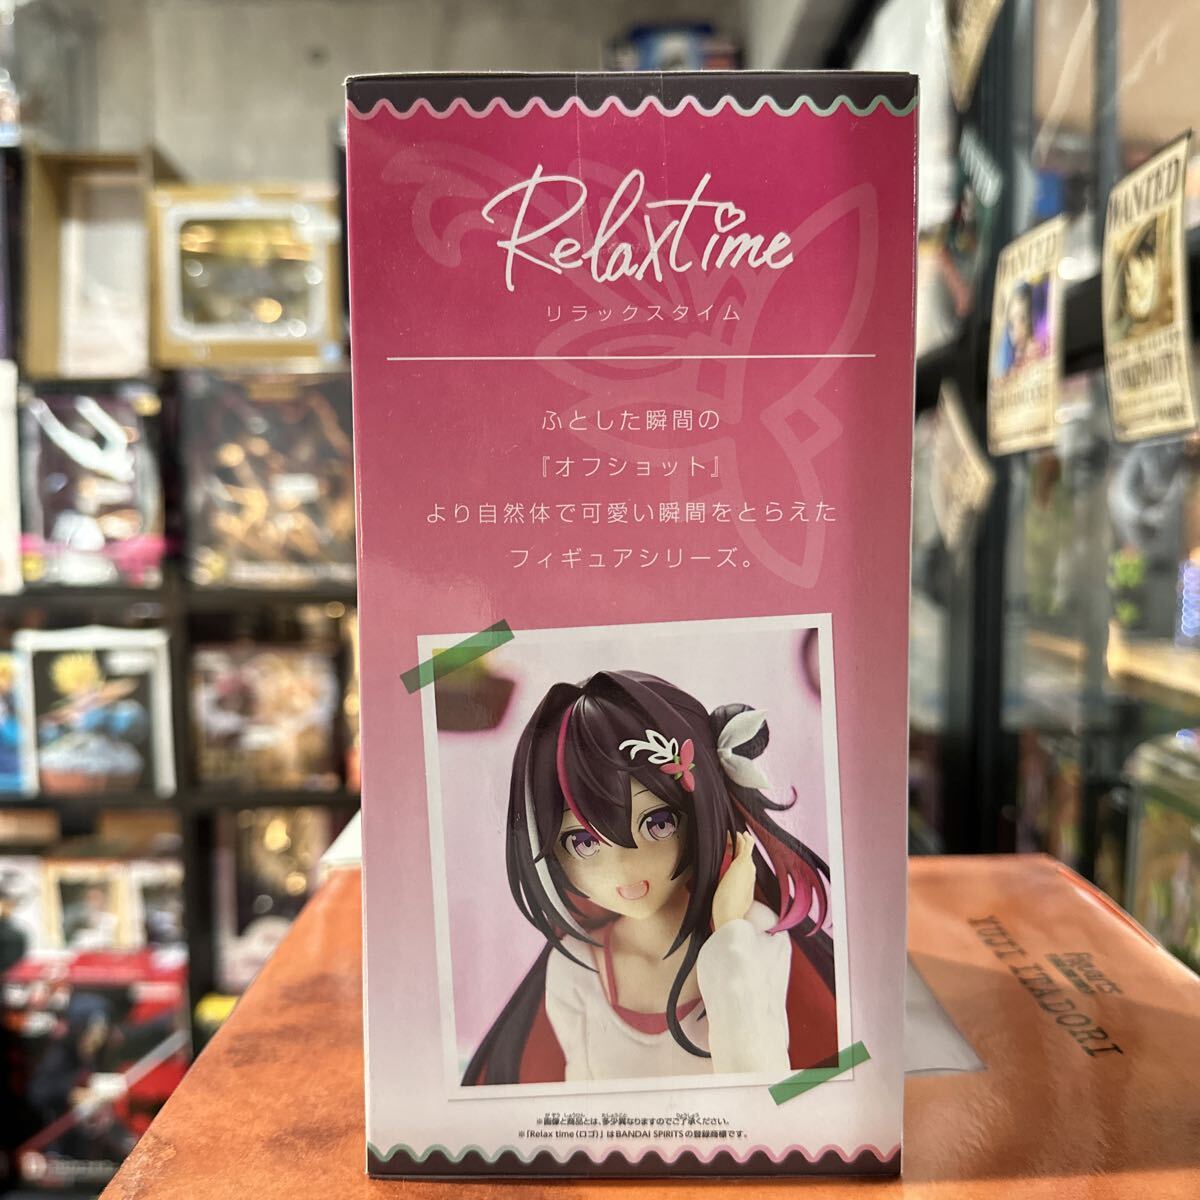 Relax time
リラックスタイム
ふとした瞬間の
『オフショット』
より自然体で可愛い瞬間をとらえた
フィギュアシリーズ。
※画像と商品とは、多少異なりますのでご了承ください。
※「Relax time（ロゴ）」はBANDAI SPIRITSの登録商標です。
Figuarts
YUJI ITADORI
WANTED
WANTED